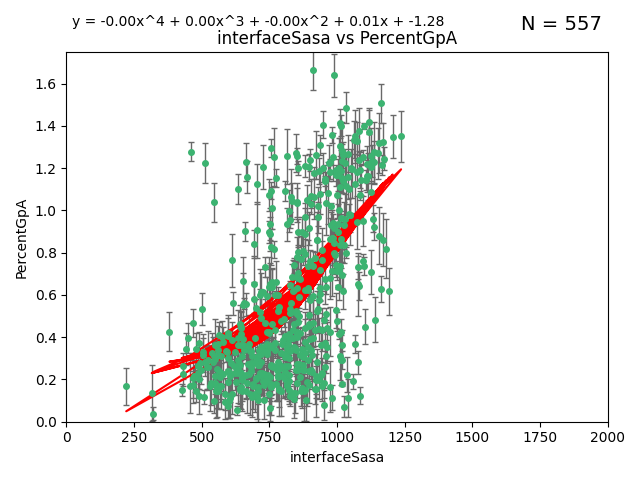 y = -0.00x^4 + 0.00x^3 + -0.00x^2 + 0.01x + -1.28
N = 557
interfaceSasa vs PercentGpA
PercentGpA
1.6
1.4
1.2
1.0
0.8
0.6
0.4
0.2
0.0
0 250 500 750 1000 1250 1500 1750 2000
interfaceSasa